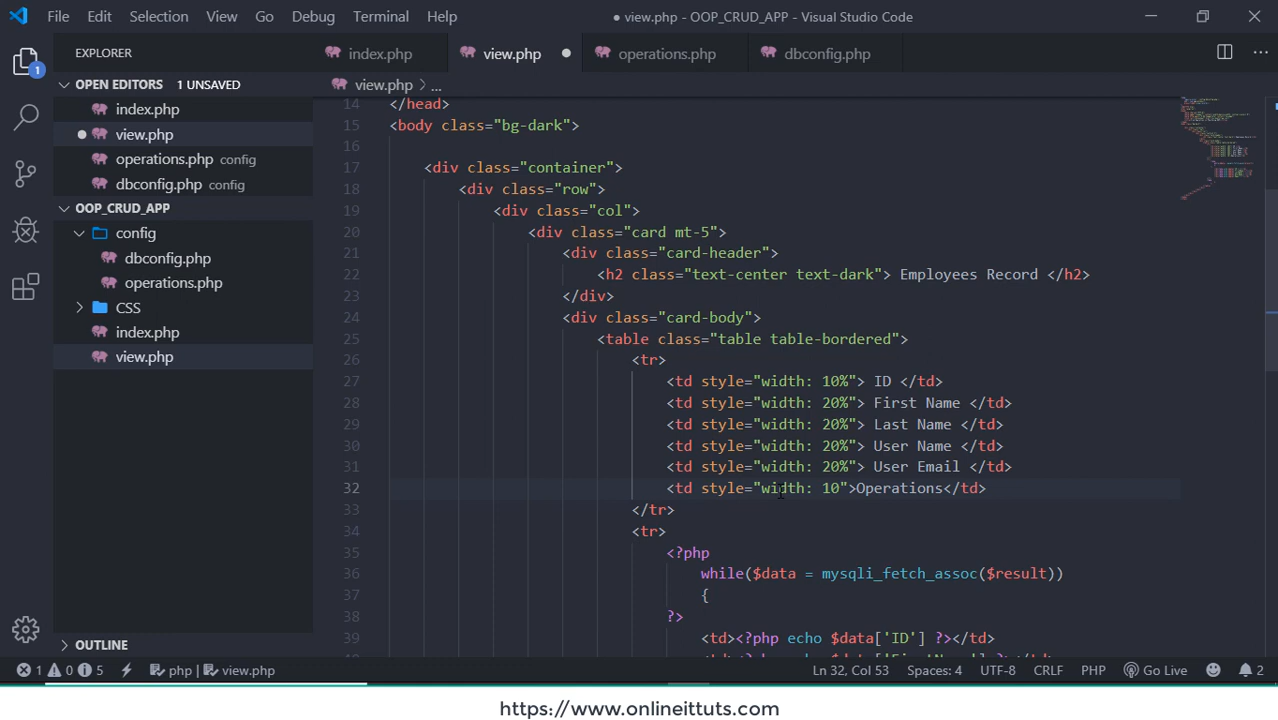 File Edit Selection View Go Debug Terminal Help ● view.php - OOP_CRUD_APP - Visual Studio Code
EXPLORER
index.php view.php operations.php dbconfig.php
OPEN EDITORS 1 UNSAVED
index.php
view.php
operations.php config
dbconfig.php config
OOP_CRUD_APP
config
dbconfig.php
operations.php
CSS
index.php
view.php
OUTLINE
1
view.php > ...
14 </head>
15 <body class="bg-dark">
16
17 <div class="container">
18 <div class="row">
19 <div class="col">
20 <div class="card mt-5">
21 <div class="card-header">
22 <h2 class="text-center text-dark"> Employees Record </h2>
23 </div>
24 <div class="card-body">
25 <table class="table table-bordered">
26 <tr>
27 <td style="width: 10%"> ID </td>
28 <td style="width: 20%"> First Name </td>
29 <td style="width: 20%"> Last Name </td>
30 <td style="width: 20%"> User Name </td>
31 <td style="width: 20%"> User Email </td>
32 <td style="width: 10">Operations</td>
33 </tr>
34 <tr>
35 <?php
36 while($data = mysqli_fetch_assoc($result))
37 {
38 ?>
39 <td><?php echo $data['ID'] ?></td>
1 0 5 php | view.php Ln 32, Col 53 Spaces: 4 UTF-8 CRLF PHP Go Live 2
https://www.onlineittuts.com